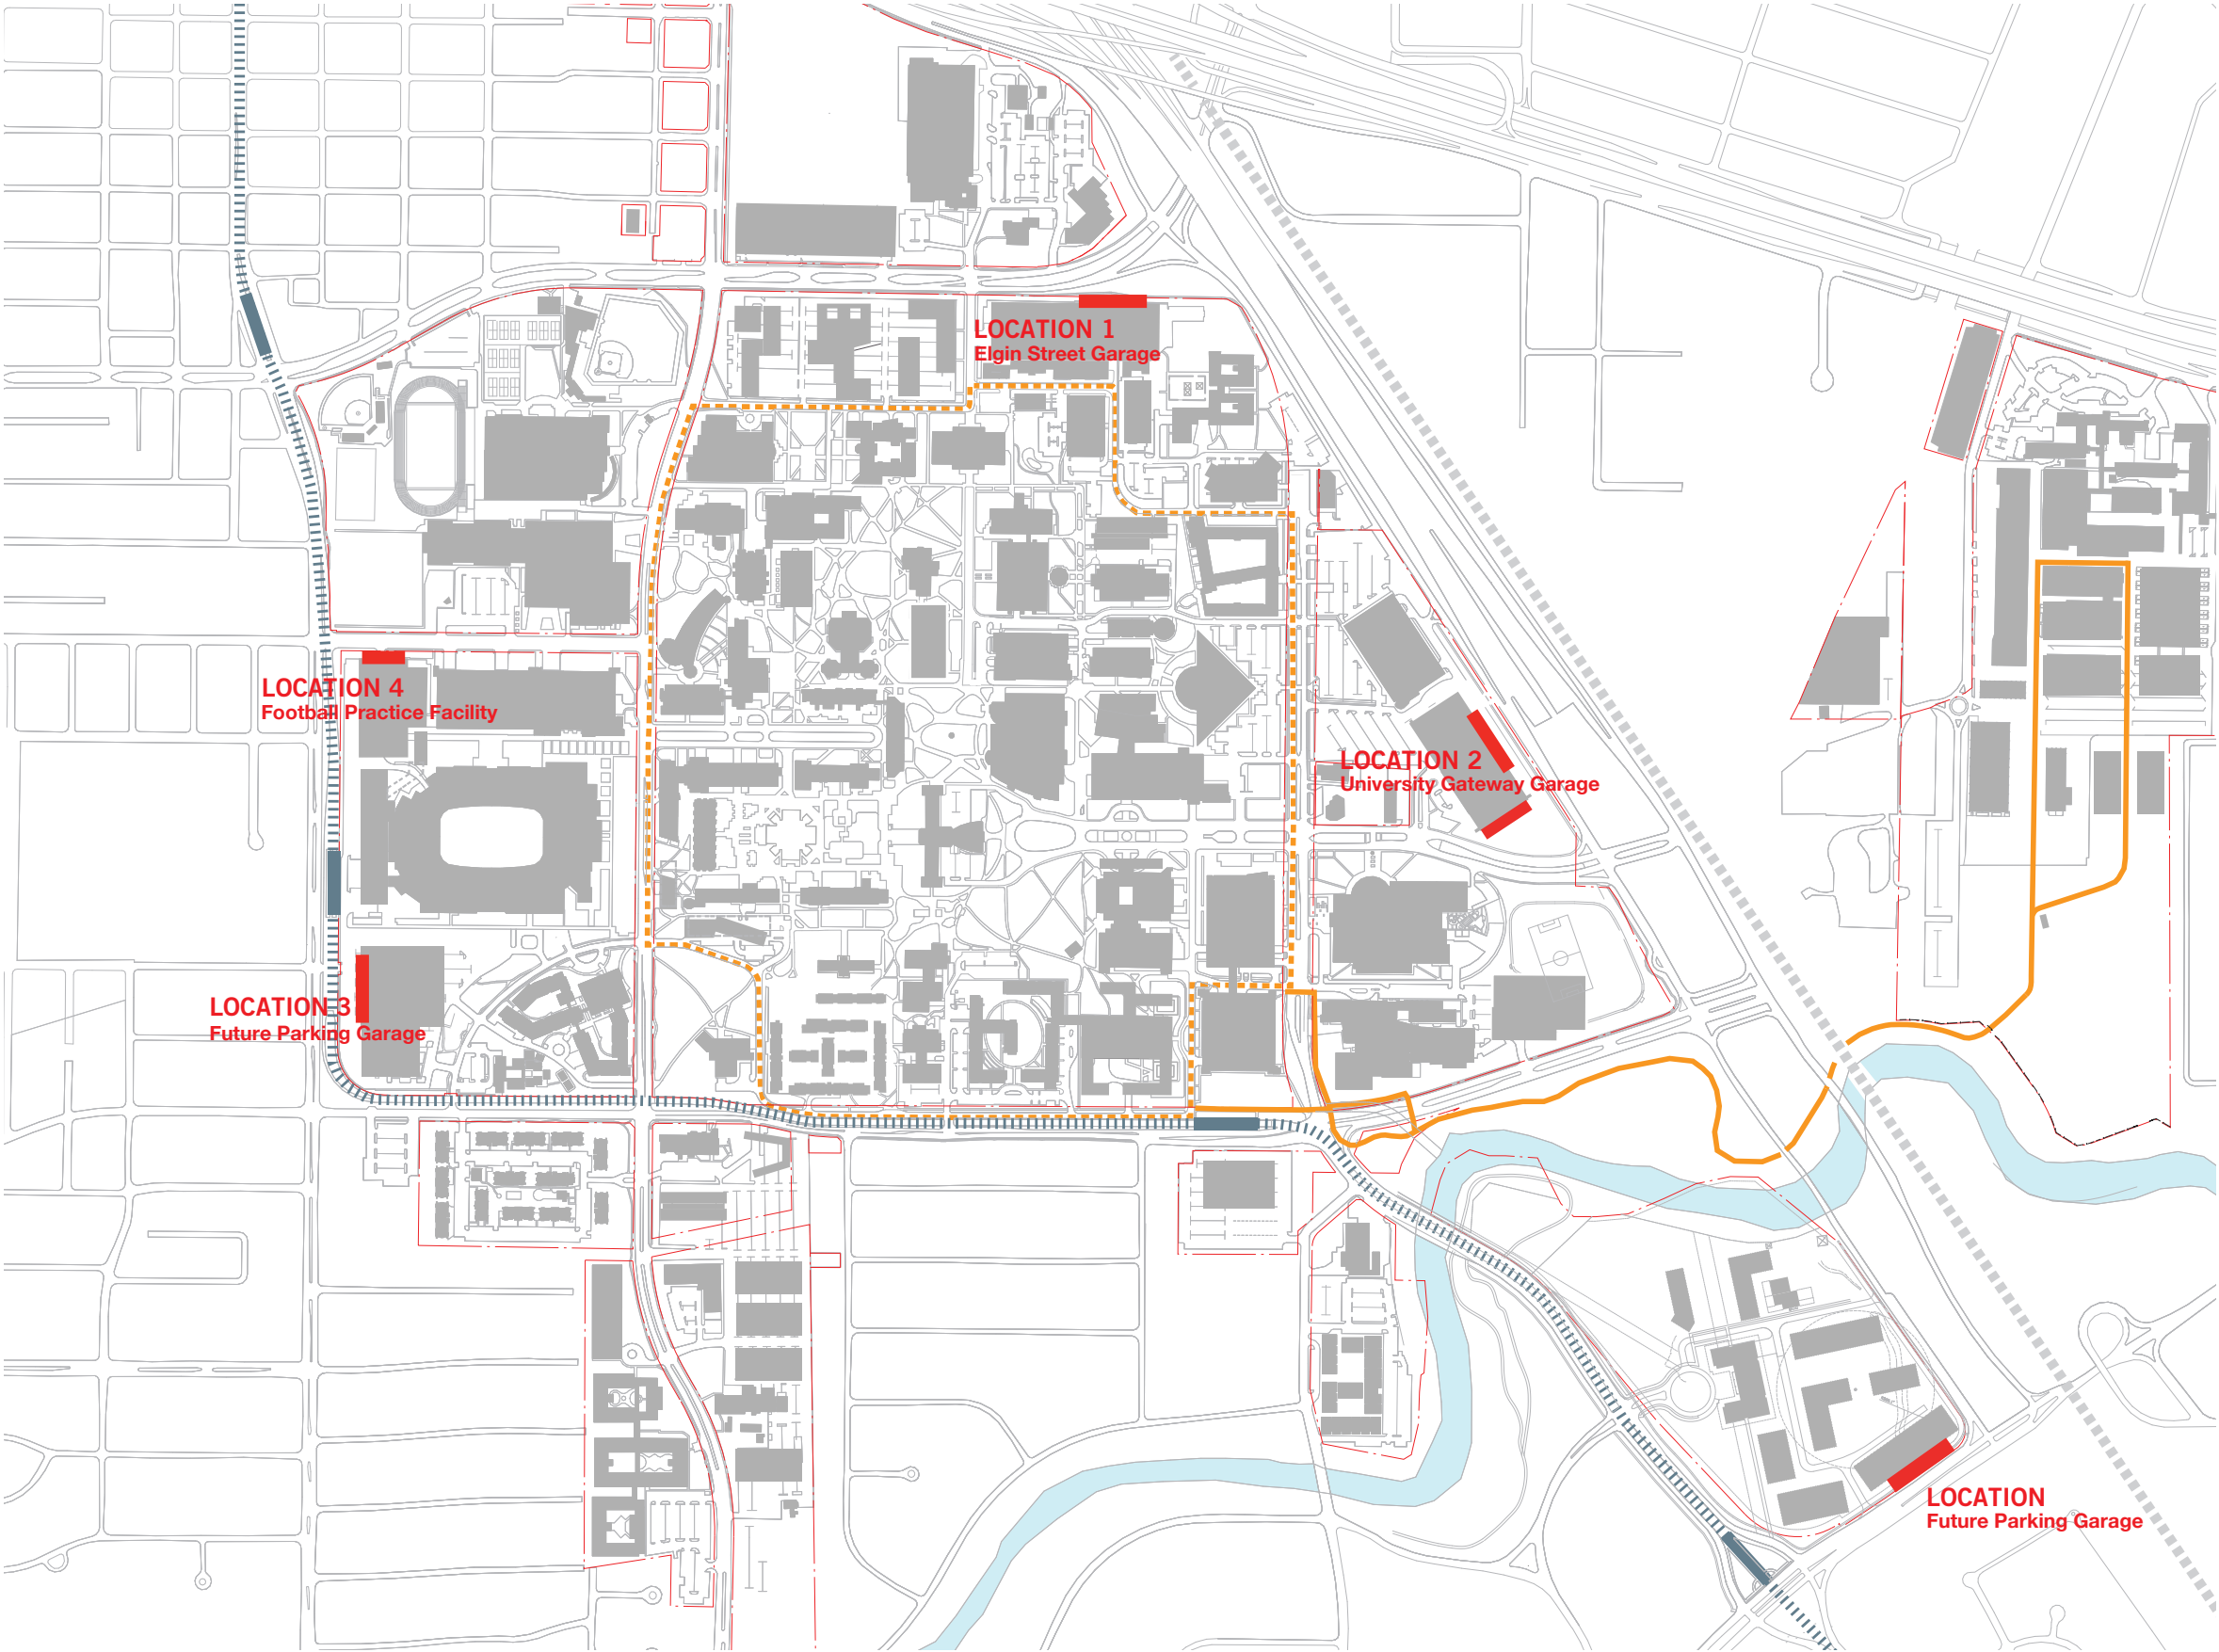 LOCATION 1
Elgin Street Garage
LOCATION 4
Football Practice Facility
LOCATION 2
University Gateway Garage
LOCATION 3
Future Parking Garage
LOCATION
Future Parking Garage